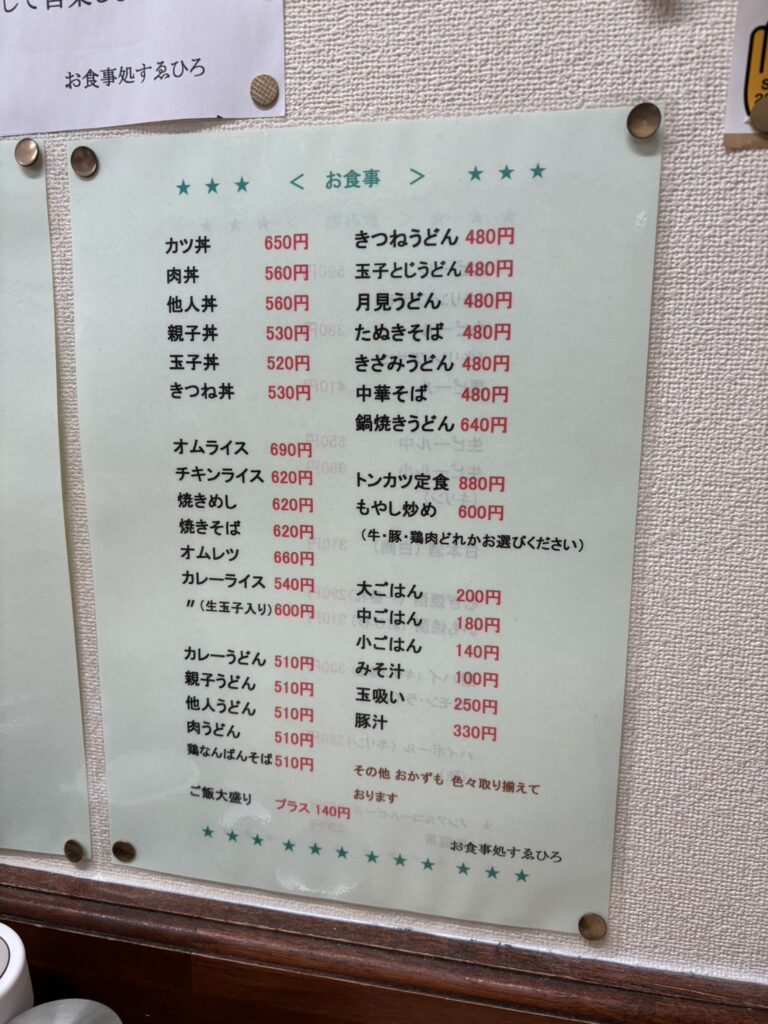 お食事処すゑひろ
★ ★ ★ ＜ お食事 ＞ ★ ★ ★
カツ丼 650円
肉丼 560円
他人丼 560円
親子丼 530円
玉子丼 520円
きつね丼 530円
オムライス 690円
チキンライス 620円
焼きめし 620円
焼きそば 620円
オムレツ 660円
カレーライス 540円
〃（生玉子入り）600円
カレーうどん 510円
親子うどん 510円
他人うどん 510円
肉うどん 510円
鶏なんばんそば 510円
ご飯大盛り プラス 140円
きつねうどん 480円
玉子とじうどん 480円
月見うどん 480円
たぬきそば 480円
きざみうどん 480円
中華そば 480円
鍋焼きうどん 640円
トンカツ定食 880円
もやし炒め 600円
（牛・豚・鶏肉どれかお選びください）
大ごはん 200円
中ごはん 180円
小ごはん 140円
みそ汁 100円
玉吸い 250円
豚汁 330円
その他 おかずも 色々取り揃えて
おります
お食事処すゑひろ
★ ★ ★ ★ ★ ★ ★ ★ ★ ★ ★ ★